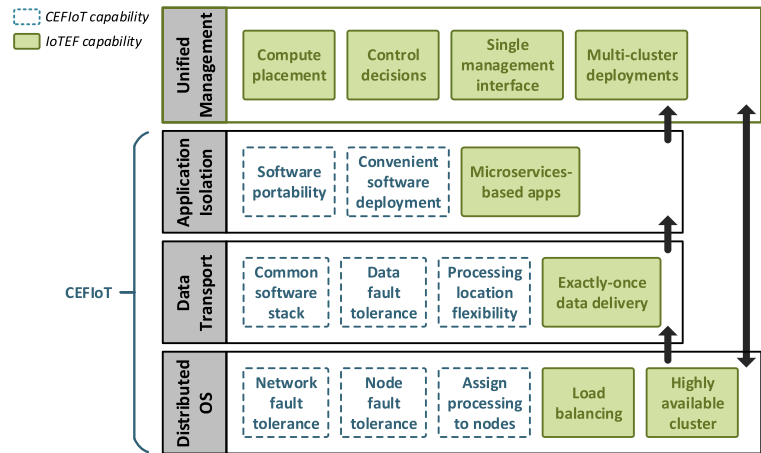 CEFIoT capability
IoTEF capability
Unified
Management
Compute
placement
Control
decisions
Single
management
interface
Multi-cluster
deployments
Application
Isolation
Software
portability
Convenient
software
deployment
Microservices-
based apps
CEFIoT
Data
Transport
Common
software
stack
Data
fault
tolerance
Processing
location
flexibility
Exactly-once
data delivery
Distributed
OS
Network
fault
tolerance
Node
fault
tolerance
Assign
processing
to nodes
Load
balancing
Highly
available
cluster